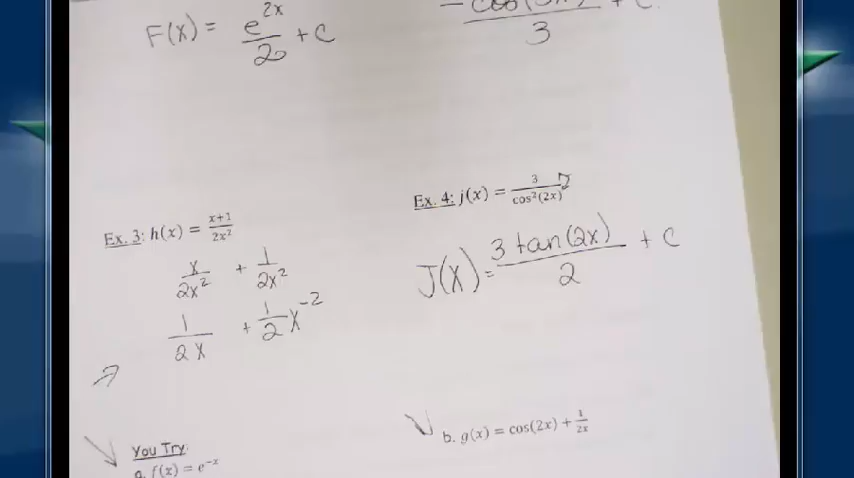 F(x) = e^2x / 2 + C
3
Ex. 3: h(x) = x+1 / 2x²
x / 2x² + 1 / 2x²
1 / 2x + 1/2 x^-2
Ex. 4: j(x) = 3 / cos²(2x)
J(x) = 3 tan(2x) / 2 + C
You Try:
a. f(x) = e^-x
b. g(x) = cos(2x) + 1 / 2x